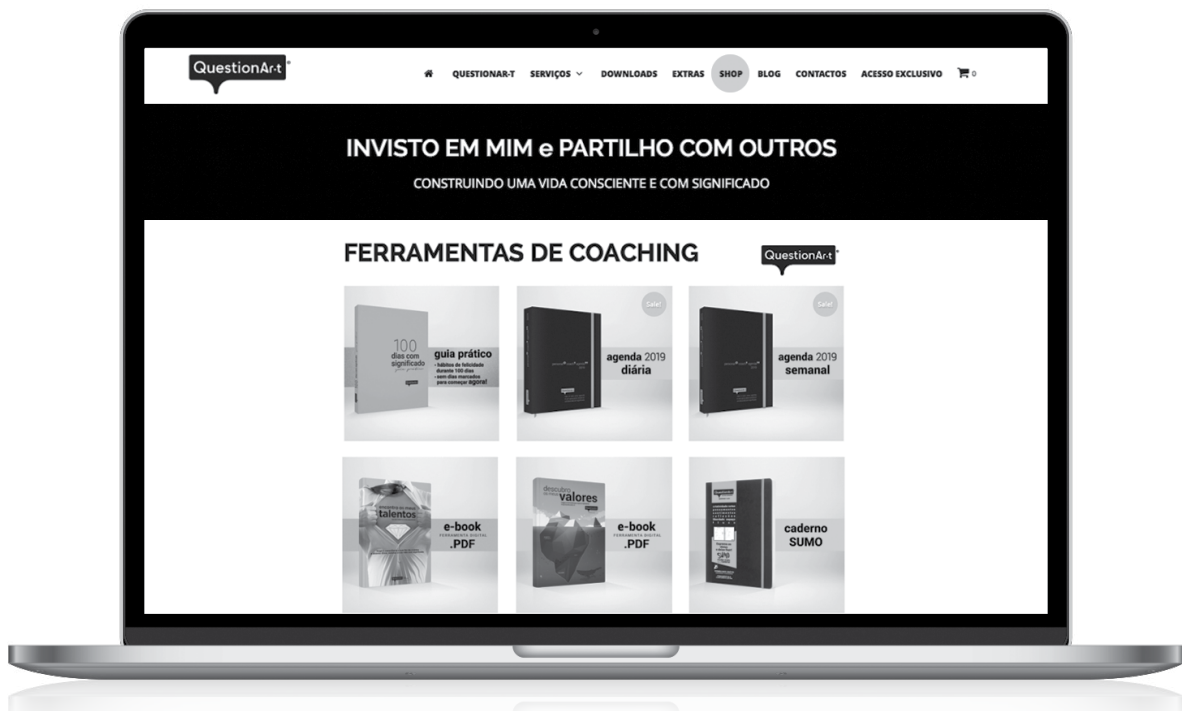 QuestionAr-t
QUESTIONAR-T SERVIÇOS DOWNLOADS EXTRAS SHOP BLOG CONTACTOS ACESSO EXCLUSIVO 0
INVISTO EM MIM e PARTILHO COM OUTROS
CONSTRUINDO UMA VIDA CONSCIENTE E COM SIGNIFICADO
FERRAMENTAS DE COACHING
QuestionAr-t
100
dias com
significado
guia prático
• hábitos de felicidade
durante 100 dias
• sem dias marcados
para começar agora!
Sale!
agenda 2019
diária
Sale!
agenda 2019
semanal
talentos
e-book
FERRAMENTA DIGITAL
.PDF
descubro
valores
e-book
FERRAMENTA DIGITAL
.PDF
QuestionAr-t
caderno
SUMO